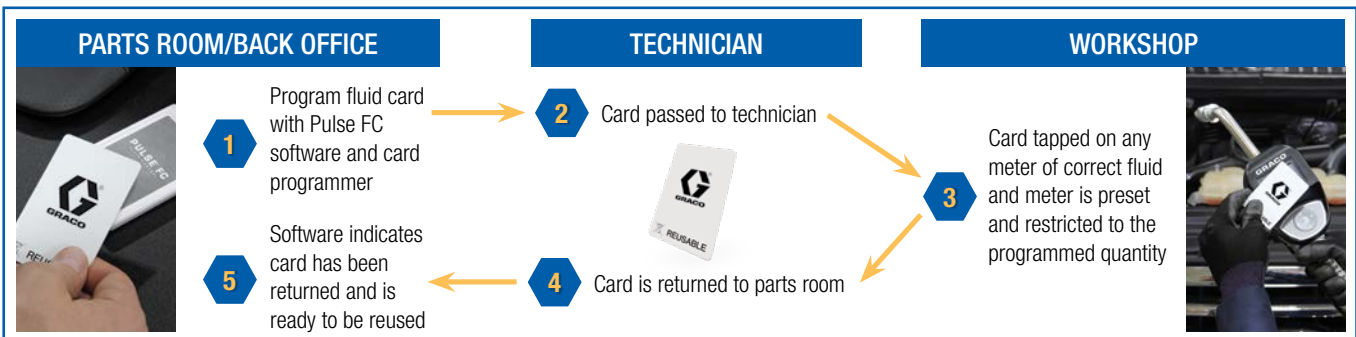 PARTS ROOM/BACK OFFICE
TECHNICIAN
WORKSHOP
PULSE FC
GRACO
REU
1
Program fluid card
with Pulse FC
software and card
programmer
2
Card passed to technician
GRACO
REUSABLE
3
Card tapped on any
meter of correct fluid
and meter is preset
and restricted to the
programmed quantity
GRACO
4
Card is returned to parts room
5
Software indicates
card has been
returned and is
ready to be reused